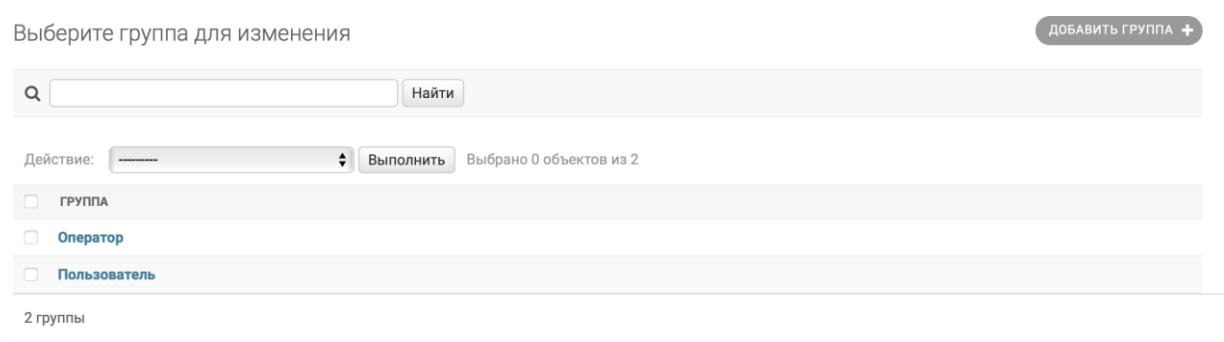 Выберите группа для изменения
ДОБАВИТЬ ГРУППА +
Найти
Действие: --------- Выполнить Выбрано 0 объектов из 2
ГРУППА
Оператор
Пользователь
2 группы